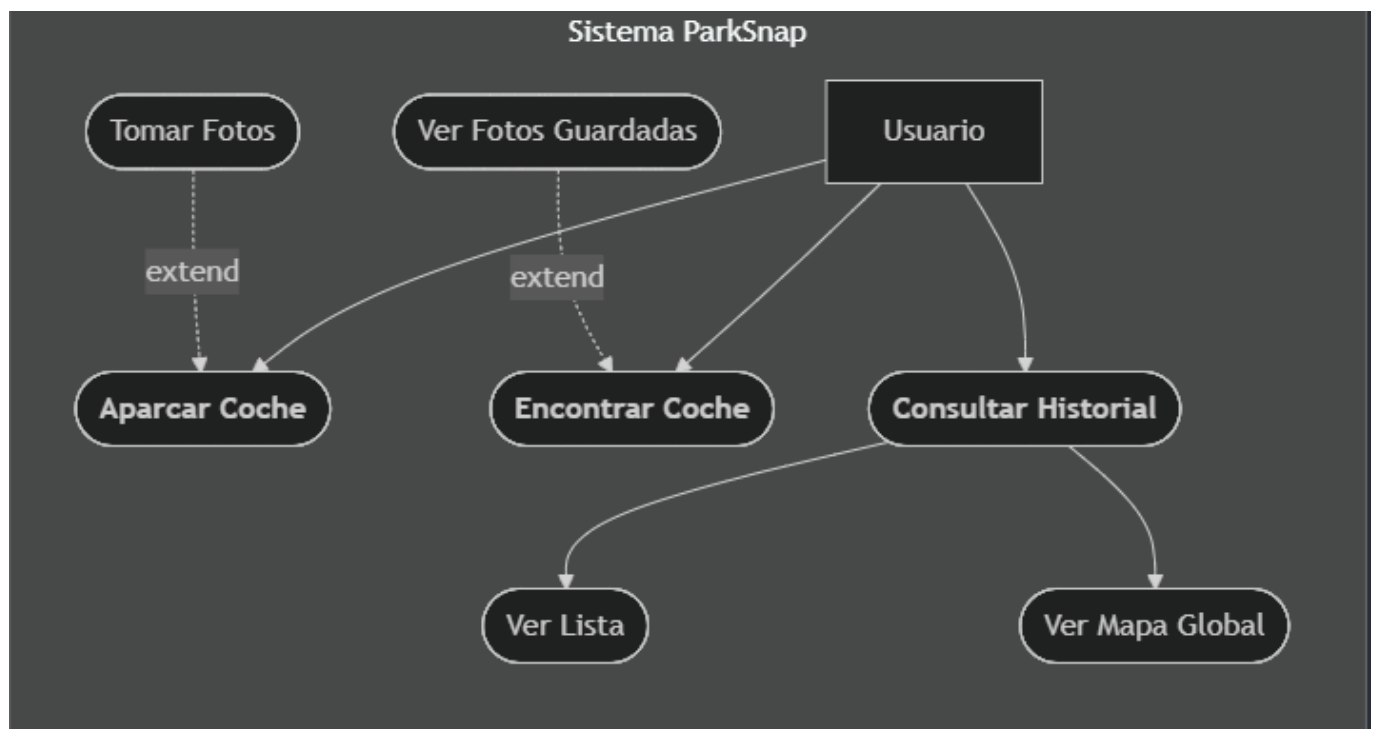 Sistema ParkSnap
Tomar Fotos
Ver Fotos Guardadas
Usuario
extend
extend
Aparcar Coche
Encontrar Coche
Consultar Historial
Ver Lista
Ver Mapa Global